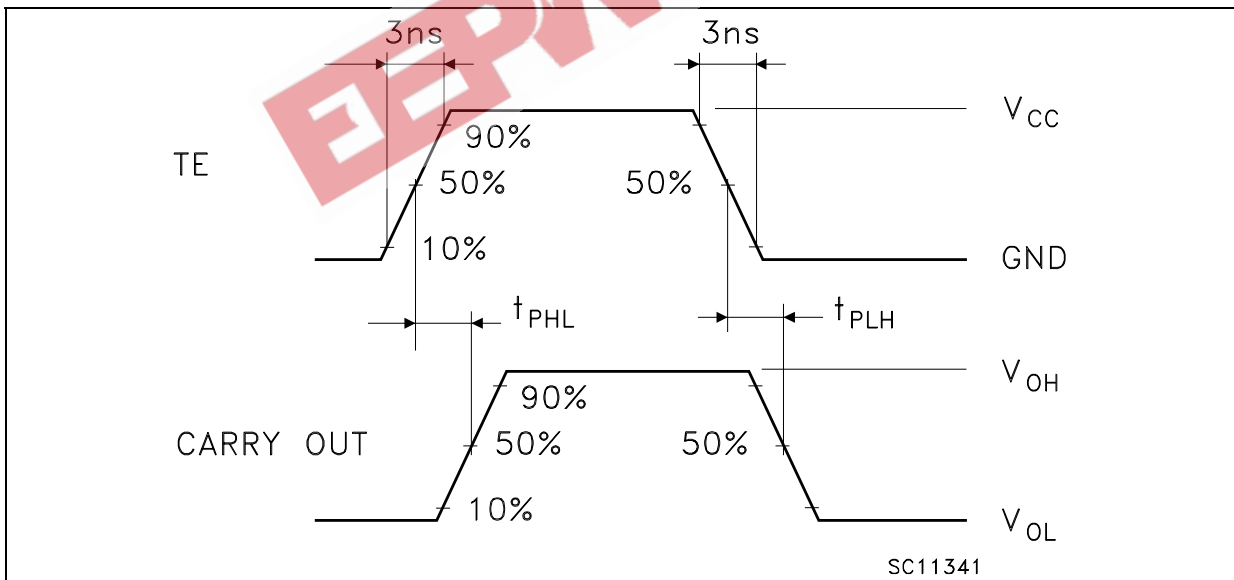 3ns 3ns
V_CC
90%
TE
50% 50%
10%
GND
t_PHL t_PLH
V_OH
90%
CARRY OUT
50% 50%
10%
V_OL
SC11341